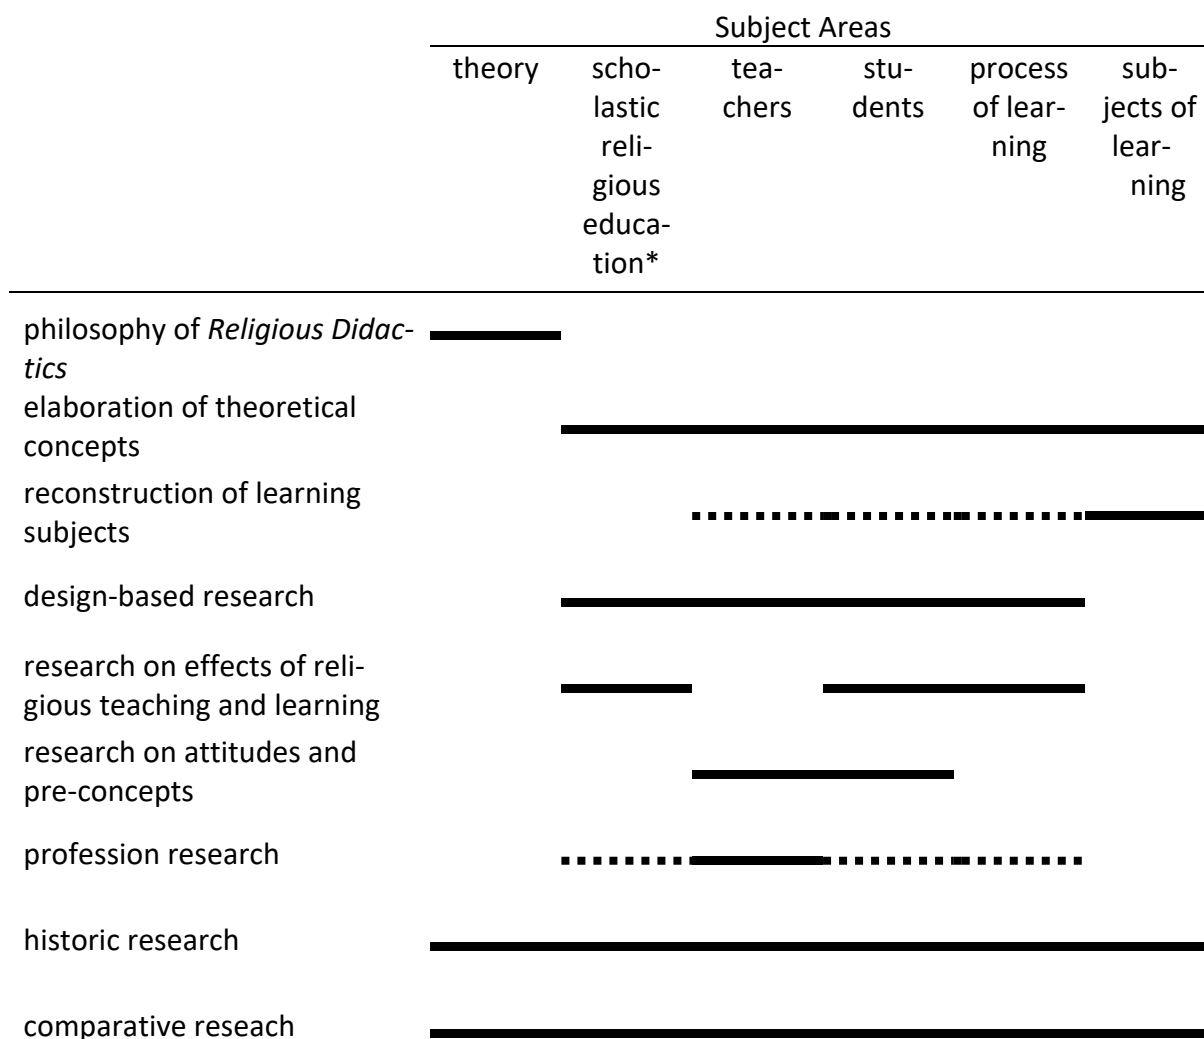 Subject Areas
theory scho- tea- stu- process sub-
lastic chers dents of lear- jects of
reli- ning lear-
gious ning
educa-
tion*
philosophy of Religious Didac-
tics
elaboration of theoretical
concepts
reconstruction of learning
subjects
design-based research
research on effects of reli-
gious teaching and learning
research on attitudes and
pre-concepts
profession research
historic research
comparative reseach